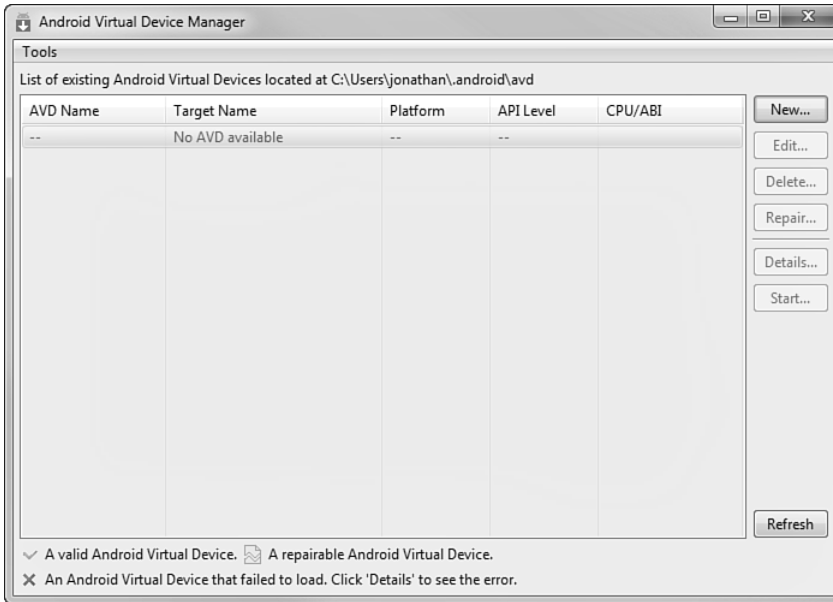 Android Virtual Device Manager
Tools
List of existing Android Virtual Devices located at C:\Users\jonathan\.android\avd
AVD Name Target Name Platform API Level CPU/ABI
-- No AVD available -- --
New...
Edit...
Delete...
Repair...
Details...
Start...
Refresh
A valid Android Virtual Device. A repairable Android Virtual Device.
An Android Virtual Device that failed to load. Click 'Details' to see the error.